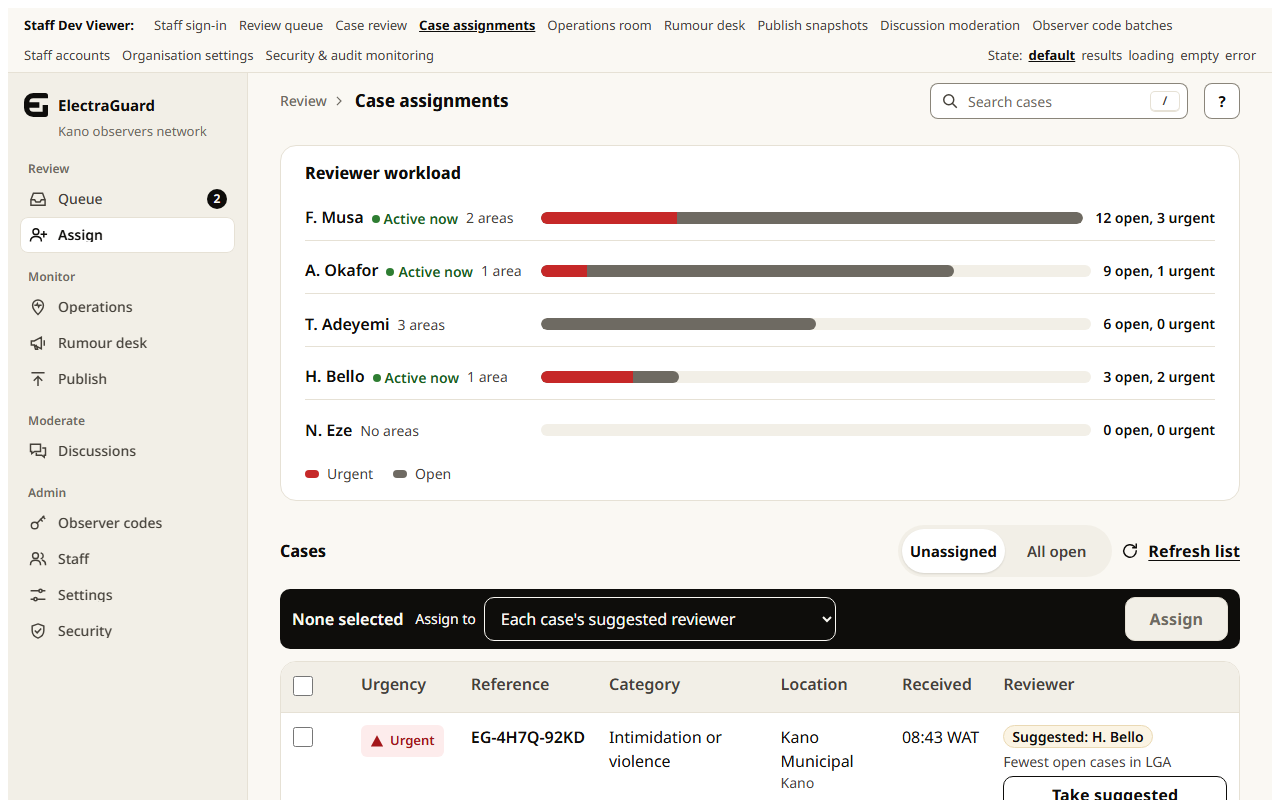 Staff Dev Viewer: Staff sign-in Review queue Case review Case assignments Operations room Rumour desk Publish snapshots Discussion moderation Observer code batches
Staff accounts Organisation settings Security & audit monitoring State: default results loading empty error
ElectraGuard
Kano observers network
Review
Queue 2
Assign
Monitor
Operations
Rumour desk
Publish
Moderate
Discussions
Admin
Observer codes
Staff
Settings
Security
Review > Case assignments
Search cases /
?
Reviewer workload
F. Musa Active now 2 areas 12 open, 3 urgent
A. Okafor Active now 1 area 9 open, 1 urgent
T. Adeyemi 3 areas 6 open, 0 urgent
H. Bello Active now 1 area 3 open, 2 urgent
N. Eze No areas 0 open, 0 urgent
Urgent Open
Cases Unassigned All open Refresh list
None selected Assign to Each case's suggested reviewer Assign
Urgency Reference Category Location Received Reviewer
Urgent EG-4H7Q-92KD Intimidation or Kano 08:43 WAT Suggested: H. Bello
violence Municipal Fewest open cases in LGA
Kano
Take suggested